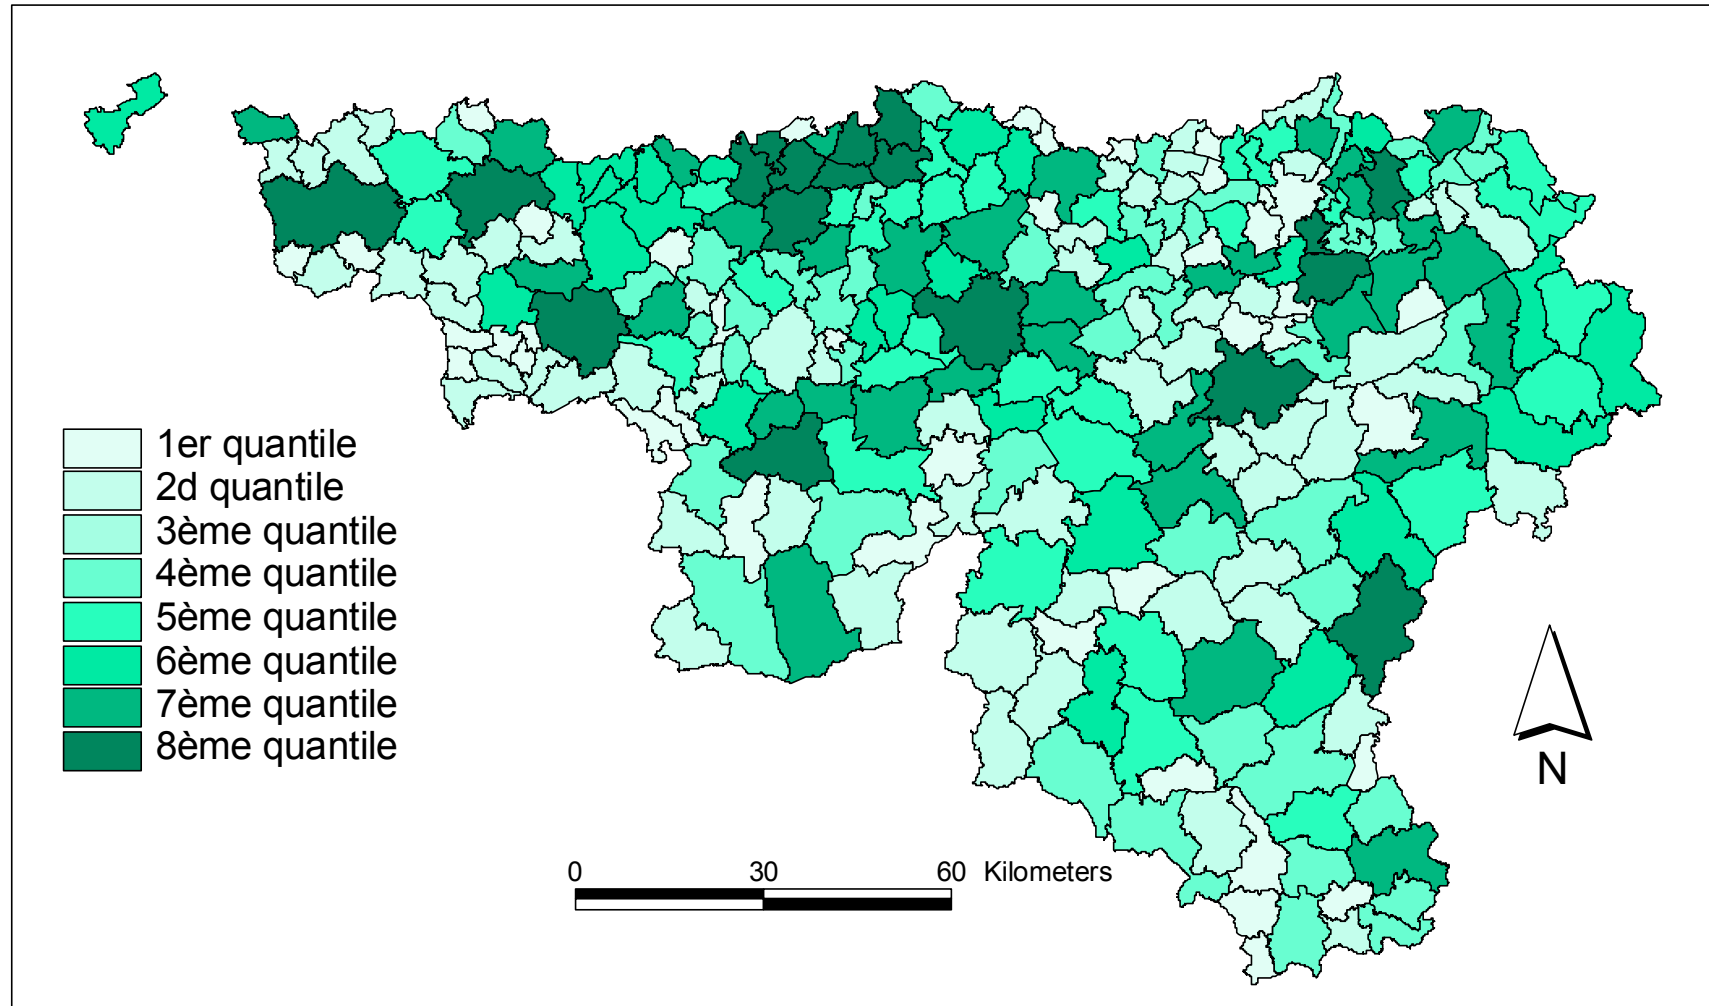 1er quantile
2d quantile
3ème quantile
4ème quantile
5ème quantile
6ème quantile
7ème quantile
8ème quantile
N
0 30 60 Kilometers